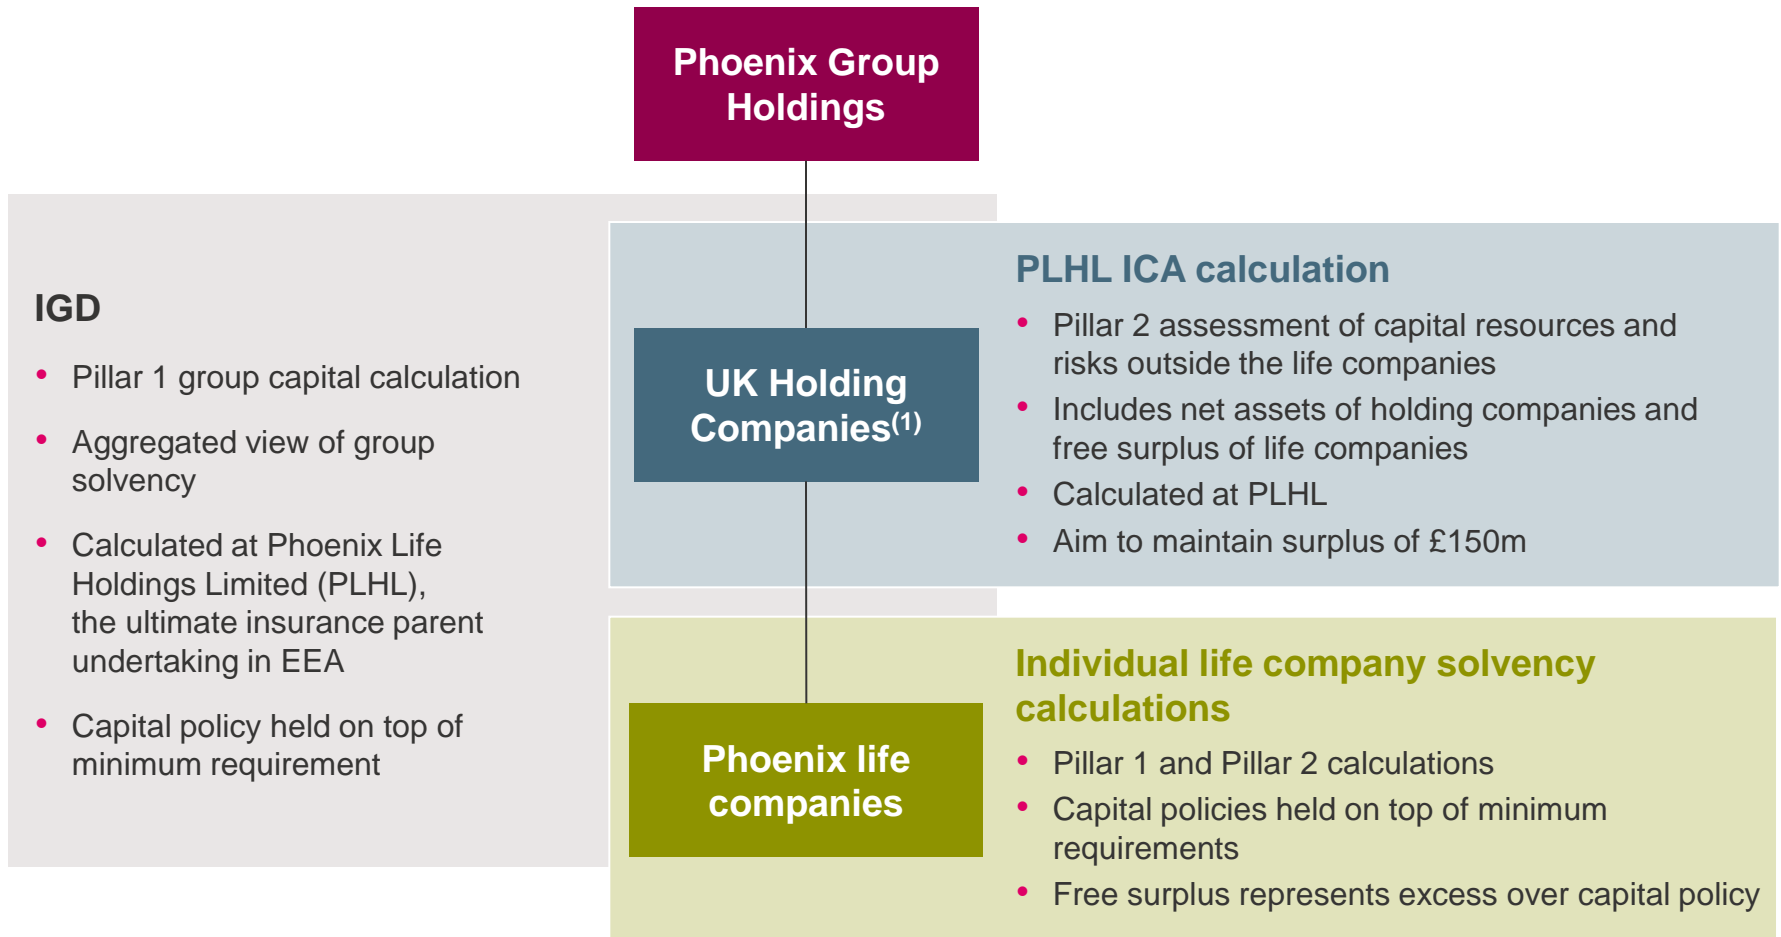 Phoenix Group
Holdings
IGD
• Pillar 1 group capital calculation
• Aggregated view of group
solvency
• Calculated at Phoenix Life
Holdings Limited (PLHL),
the ultimate insurance parent
undertaking in EEA
• Capital policy held on top of
minimum requirement
UK Holding
Companies(1)
PLHL ICA calculation
• Pillar 2 assessment of capital resources and
risks outside the life companies
• Includes net assets of holding companies and
free surplus of life companies
• Calculated at PLHL
• Aim to maintain surplus of £150m
Phoenix life
companies
Individual life company solvency
calculations
• Pillar 1 and Pillar 2 calculations
• Capital policies held on top of minimum
requirements
• Free surplus represents excess over capital policy